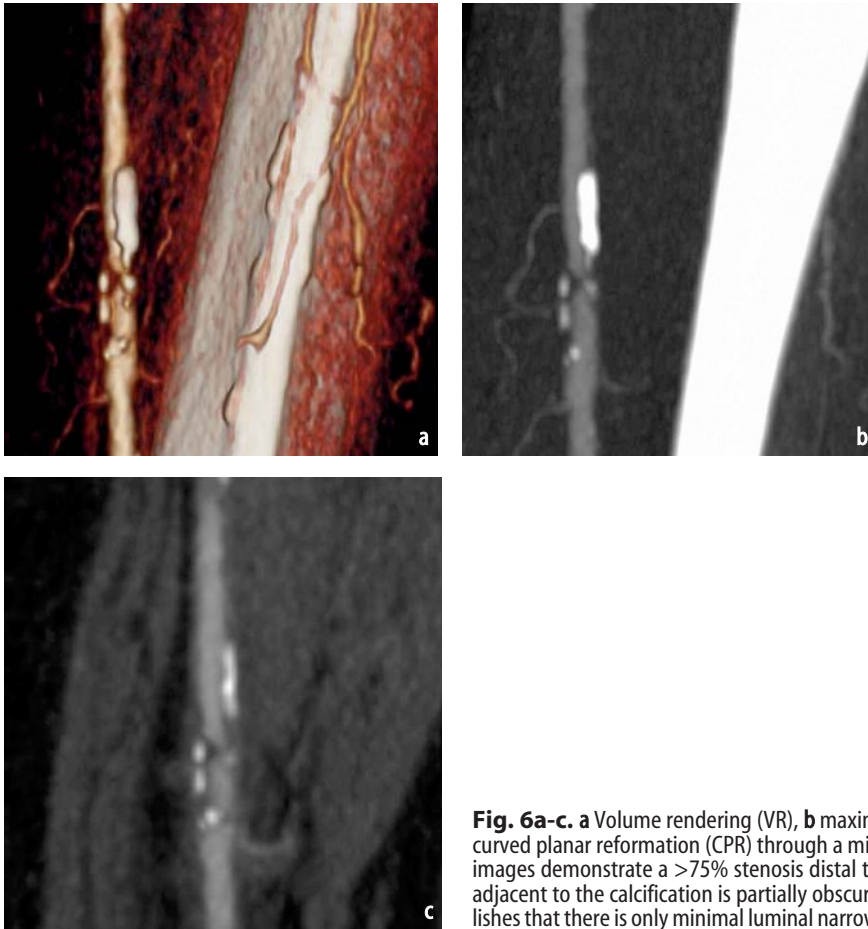 a
b
c
Fig. 6a-c. a Volume rendering (VR), b maxin
curved planar reformation (CPR) through a mi
images demonstrate a >75% stenosis distal t
adjacent to the calcification is partially obscur
lishes that there is only minimal luminal narrov